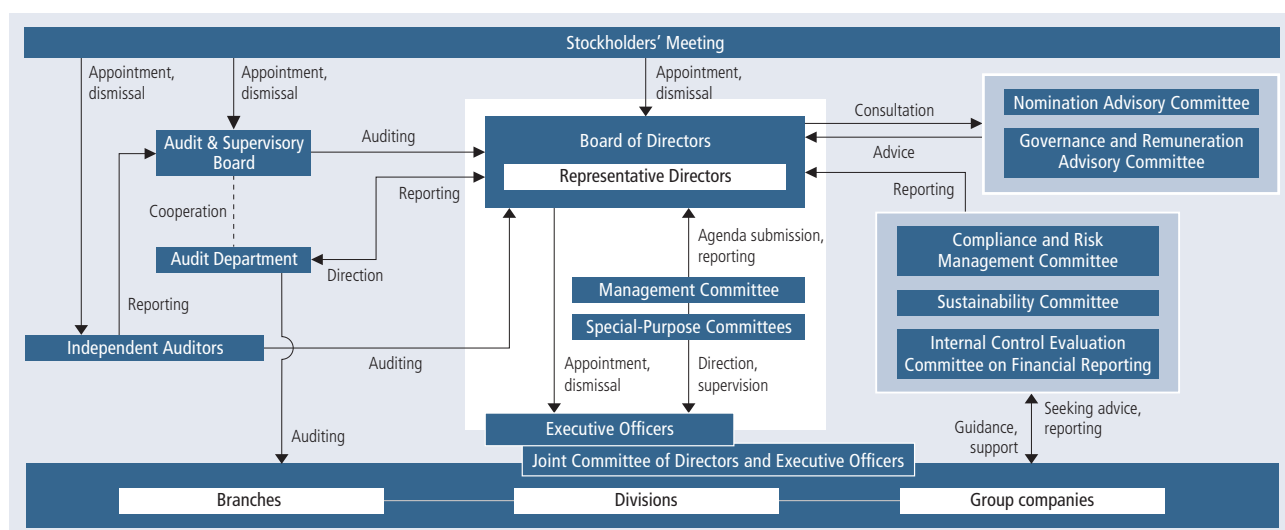 Stockholders' Meeting
Appointment,
dismissal
Appointment,
dismissal
Appointment,
dismissal
Audit & Supervisory
Board
Auditing
Board of Directors
Representative Directors
Consultation
Advice
Nomination Advisory Committee
Governance and Remuneration
Advisory Committee
Reporting
Reporting
Cooperation
Audit Department
Direction
Agenda submission,
reporting
Compliance and Risk
Management Committee
Sustainability Committee
Internal Control Evaluation
Committee on Financial Reporting
Management Committee
Special-Purpose Committees
Reporting
Independent Auditors
Auditing
Appointment,
dismissal
Direction,
supervision
Executive Officers
Joint Committee of Directors and Executive Officers
Auditing
Guidance,
support
Seeking advice,
reporting
Branches
Divisions
Group companies